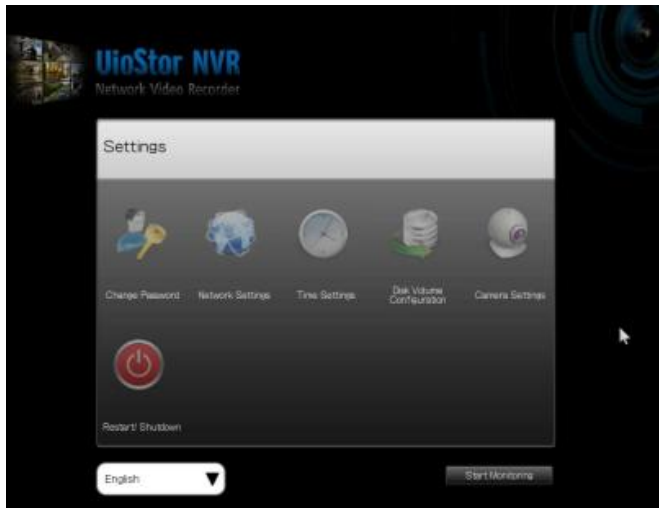 VioStor NVR
Network Video Recorder
Settings
Change Password
Network Settings
Time Settings
Disk Volume
Configuration
Camera Settings
Restart/ Shutdown
English
Start Monitoring